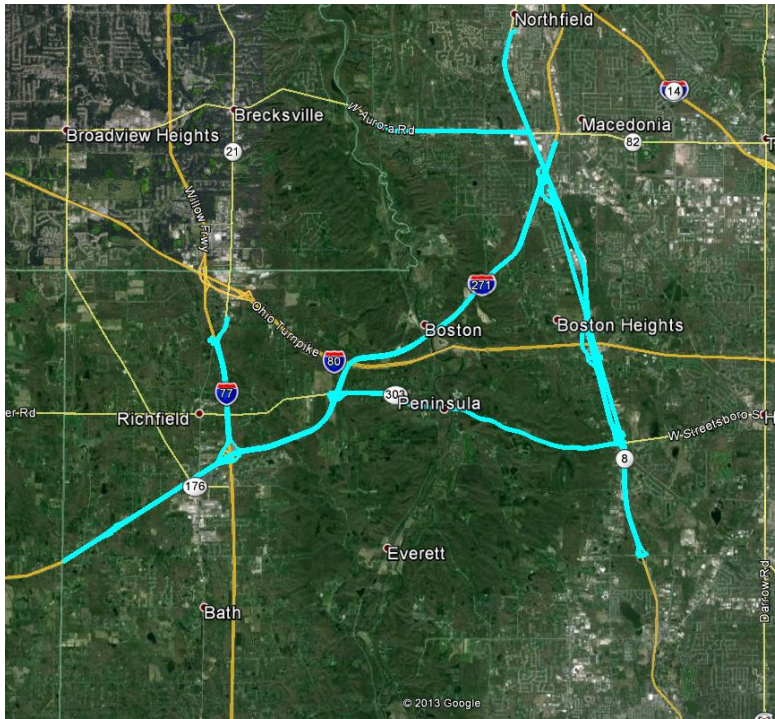 Northfield
14
W Aurora Rd
Brecksville
Macedonia
Broadview Heights
82
21
Willow Frwy
271
Ohio Turnpike
Boston
Boston Heights
80
77
303
Peninsula
Richfield
W Streetsboro S
8
176
Everett
Darrow Rd
Bath
© 2013 Google